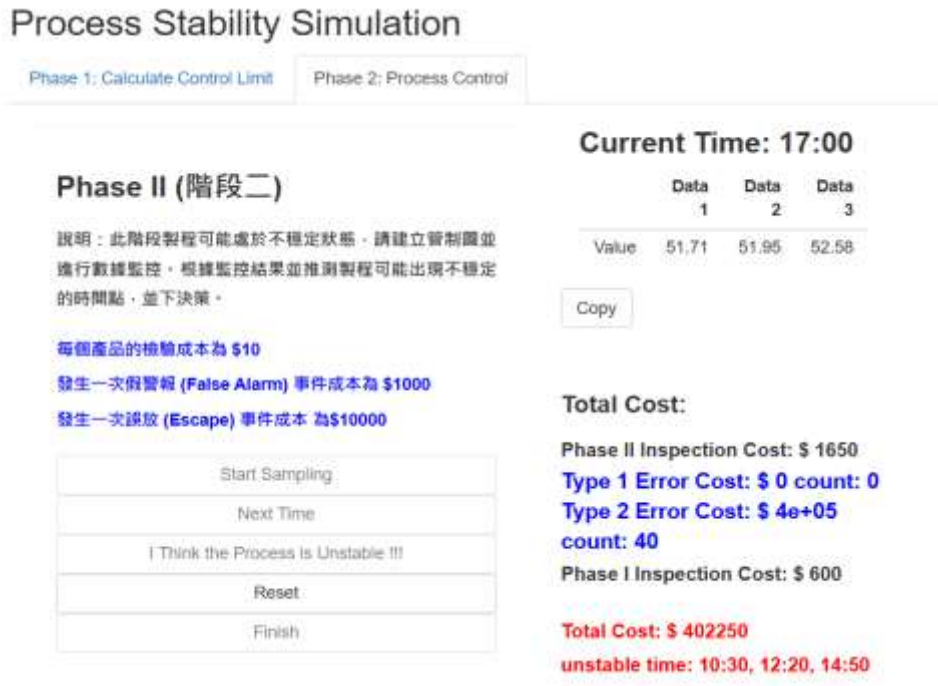 Process Stability Simulation
Phase 1: Calculate Control Limit
Phase 2: Process Control
Phase II (階段二)
說明：此階段製程可能處於不穩定狀態，請建立管制圖並
進行數據監控，根據監控結果並推測製程可能出現不穩定
的時間點，並下決策。
每個產品的檢驗成本為 $10
發生一次假警報 (False Alarm) 事件成本為 $1000
發生一次誤放 (Escape) 事件成本 為$10000
Start Sampling
Next Time
I Think the Process Is Unstable !!!
Reset
Finish
Current Time: 17:00
Data 1 Data 2 Data 3
Value 51.71 51.95 52.58
Copy
Total Cost:
Phase II Inspection Cost: $ 1650
Type 1 Error Cost: $ 0 count: 0
Type 2 Error Cost: $ 4e+05
count: 40
Phase I Inspection Cost: $ 600
Total Cost: $ 402250
unstable time: 10:30, 12:20, 14:50